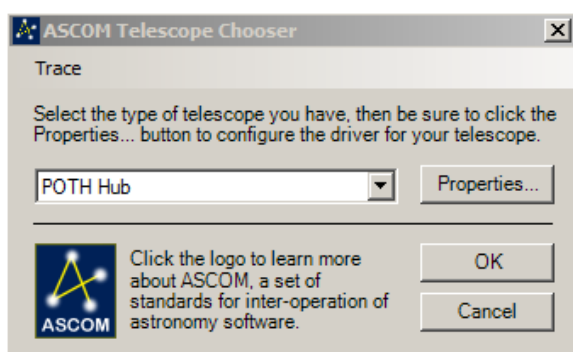 ASCOM Telescope Chooser
Trace
Select the type of telescope you have, then be sure to click the
Properties... button to configure the driver for your telescope.
POTH Hub
Properties...
Click the logo to learn more
about ASCOM, a set of
standards for inter-operation of
astronomy software.
ASCOM
OK
Cancel